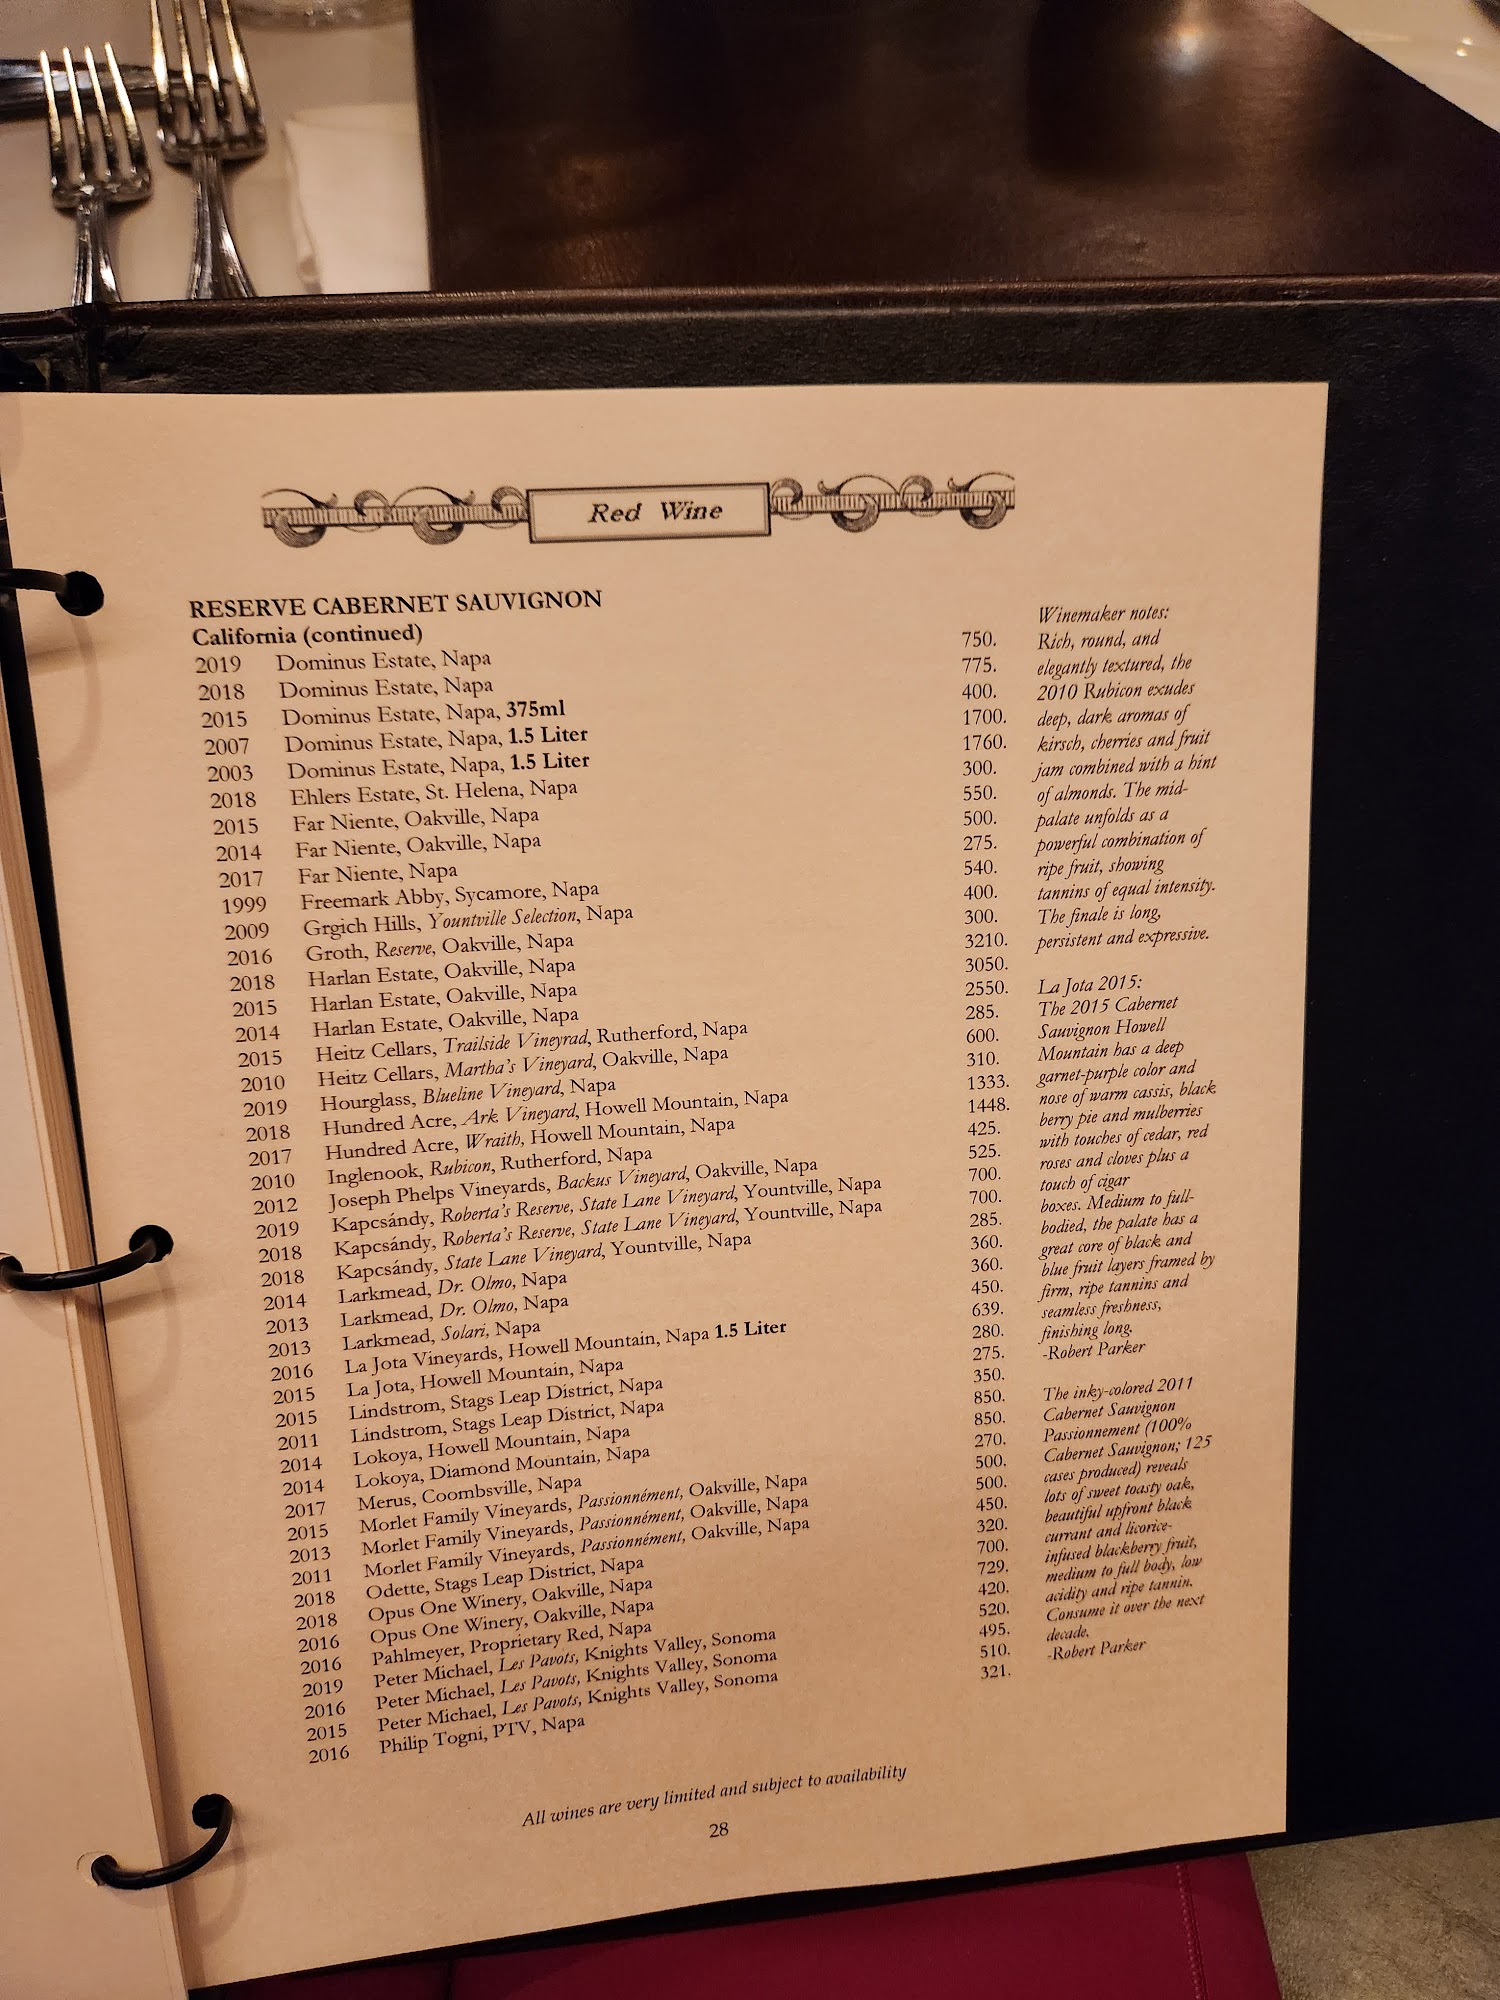 Red Wine
RESERVE CABERNET SAUVIGNON
California (continued)
2019 Dominus Estate, Napa 750.
2018 Dominus Estate, Napa 775.
2015 Dominus Estate, Napa, 375ml 400.
2007 Dominus Estate, Napa, 1.5 Liter 1700.
2003 Dominus Estate, Napa, 1.5 Liter 1760.
2018 Ehlers Estate, St. Helena, Napa 300.
2015 Far Niente, Oakville, Napa 550.
2014 Far Niente, Oakville, Napa 500.
2017 Far Niente, Napa 275.
1999 Freemark Abby, Sycamore, Napa 540.
2009 Grgich Hills, Yountville Selection, Napa 400.
2016 Groth, Reserve, Oakville, Napa 300.
2018 Harlan Estate, Oakville, Napa 3210.
2015 Harlan Estate, Oakville, Napa 3050.
2014 Harlan Estate, Oakville, Napa 2550.
2015 Heitz Cellars, Trailside Vineyrad, Rutherford, Napa 285.
2010 Heitz Cellars, Martha's Vineyard, Oakville, Napa 600.
2019 Hourglass, Blueline Vineyard, Napa 310.
2018 Hundred Acre, Ark Vineyard, Howell Mountain, Napa 1333.
2017 Hundred Acre, Wraith, Howell Mountain, Napa 1448.
2010 Inglenook, Rubicon, Rutherford, Napa 425.
2012 Joseph Phelps Vineyards, Backus Vineyard, Oakville, Napa 525.
2019 Kapcsándy, Roberta's Reserve, State Lane Vineyard, Yountville, Napa 700.
2018 Kapcsándy, Roberta's Reserve, State Lane Vineyard, Yountville, Napa 700.
2018 Kapcsándy, State Lane Vineyard, Yountville, Napa 285.
2014 Larkmead, Dr. Olmo, Napa 360.
2013 Larkmead, Dr. Olmo, Napa 360.
2013 Larkmead, Solari, Napa 450.
2016 La Jota Vineyards, Howell Mountain, Napa 1.5 Liter 639.
2015 La Jota, Howell Mountain, Napa 280.
2015 Lindstrom, Stags Leap District, Napa 275.
2011 Lindstrom, Stags Leap District, Napa 350.
2014 Lokoya, Howell Mountain, Napa 850.
2014 Lokoya, Diamond Mountain, Napa 850.
2017 Merus, Coombsville, Napa 270.
2015 Morlet Family Vineyards, Passionnément, Oakville, Napa 500.
2013 Morlet Family Vineyards, Passionnément, Oakville, Napa 500.
2011 Morlet Family Vineyards, Passionnément, Oakville, Napa 450.
2018 Odette, Stags Leap District, Napa 320.
2018 Opus One Winery, Oakville, Napa 700.
2016 Opus One Winery, Oakville, Napa 729.
2016 Pahlmeyer, Proprietary Red, Napa 420.
2019 Peter Michael, Les Pavots, Knights Valley, Sonoma 520.
2016 Peter Michael, Les Pavots, Knights Valley, Sonoma 495.
2015 Peter Michael, Les Pavots, Knights Valley, Sonoma 510.
2016 Philip Togni, PTV, Napa 321.
Winemaker notes:
Rich, round, and
elegantly textured, the
2010 Rubicon exudes
deep, dark aromas of
kirsch, cherries and fruit
jam combined with a hint
of almonds. The mid-
palate unfolds as a
powerful combination of
ripe fruit, showing
tannins of equal intensity.
The finale is long,
persistent and expressive.
La Jota 2015:
The 2015 Cabernet
Sauvignon Howell
Mountain has a deep
garnet-purple color and
nose of warm cassis, black
berry pie and mulberries
with touches of cedar, red
roses and cloves plus a
touch of cigar
boxes. Medium to full-
bodied, the palate has a
great core of black and
blue fruit layers framed by
firm, ripe tannins and
seamless freshness,
finishing long.
-Robert Parker
The inky-colored 2011
Cabernet Sauvignon
Passionnement (100%
Cabernet Sauvignon; 125
cases produced) reveals
lots of sweet toasty oak,
beautiful upfront black
currant and licorice-
infused blackberry fruit,
medium to full body, low
acidity and ripe tannin.
Consume it over the next
decade.
-Robert Parker
All wines are very limited and subject to availability
28